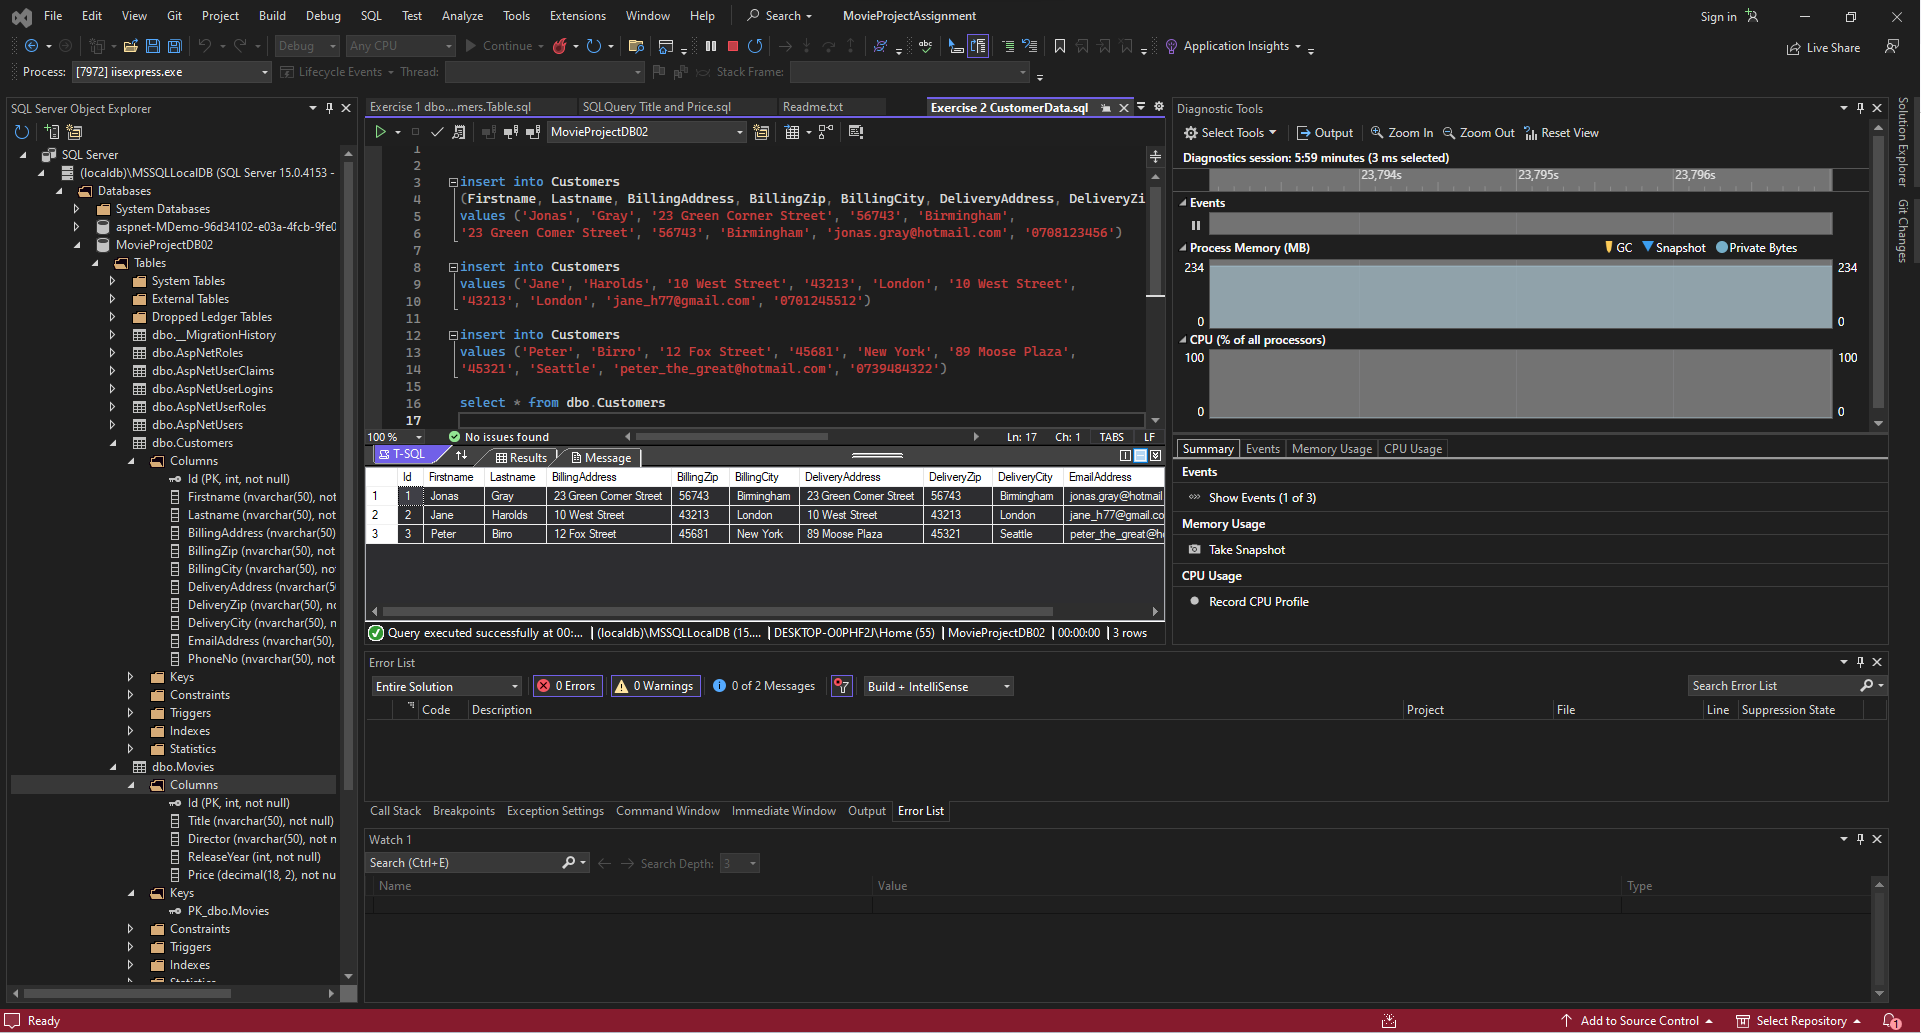 File Edit View Git Project Build Debug SQL Test Analyze Tools Extensions Window Help Search MovieProjectAssignment Sign in
Debug Any CPU Continue Application Insights Live Share
Process: [7972] iisexpress.exe Lifecycle Events Thread: Stack Frame:
SQL Server Object Explorer
SQL Server
(localdb)\MSSQLLocalDB (SQL Server 15.0.4153 -
Databases
System Databases
aspnet-MDemo-96d34102-e03a-4fcb-9fe0
MovieProjectDB02
Tables
System Tables
External Tables
Dropped Ledger Tables
dbo.__MigrationHistory
dbo.AspNetRoles
dbo.AspNetUserClaims
dbo.AspNetUserLogins
dbo.AspNetUserRoles
dbo.AspNetUsers
dbo.Customers
Columns
Id (PK, int, not null)
Firstname (nvarchar(50), not
Lastname (nvarchar(50), not
BillingAddress (nvarchar(50)
BillingZip (nvarchar(50), not
BillingCity (nvarchar(50), no
DeliveryAddress (nvarchar(5
DeliveryZip (nvarchar(50), n
DeliveryCity (nvarchar(50), n
EmailAddress (nvarchar(50),
PhoneNo (nvarchar(50), not
Keys
Constraints
Triggers
Indexes
Statistics
dbo.Movies
Columns
Id (PK, int, not null)
Title (nvarchar(50), not null)
Director (nvarchar(50), not n
ReleaseYear (int, not null)
Price (decimal(18, 2), not nu
Keys
PK_dbo.Movies
Constraints
Triggers
Indexes
Exercise 1 dbo....mers.Table.sql SQLQuery Title and Price.sql Readme.txt Exercise 2 CustomerData.sql
MovieProjectDB02
1
2
3 insert into Customers
4 (Firstname, Lastname, BillingAddress, BillingZip, BillingCity, DeliveryAddress, DeliveryZi
5 values ('Jonas', 'Gray', '23 Green Corner Street', '56743', 'Birmingham',
6 '23 Green Comer Street', '56743', 'Birmingham', 'jonas.gray@hotmail.com', '0708123456')
7
8 insert into Customers
9 values ('Jane', 'Harolds', '10 West Street', '43213', 'London', '10 West Street',
10 '43213', 'London', 'jane_h77@gmail.com', '0701245512')
11
12 insert into Customers
13 values ('Peter', 'Birro', '12 Fox Street', '45681', 'New York', '89 Moose Plaza',
14 '45321', 'Seattle', 'peter_the_great@hotmail.com', '0739484322')
15
16 select * from dbo.Customers
17
100 % No issues found Ln: 17 Ch: 1 TABS LF
T-SQL Results Message
Id Firstname Lastname BillingAddress BillingZip BillingCity DeliveryAddress DeliveryZip DeliveryCity EmailAddress
1 1 Jonas Gray 23 Green Corner Street 56743 Birmingham 23 Green Comer Street 56743 Birmingham jonas.gray@hotmail
2 2 Jane Harolds 10 West Street 43213 London 10 West Street 43213 London jane_h77@gmail.co
3 3 Peter Birro 12 Fox Street 45681 New York 89 Moose Plaza 45321 Seattle peter_the_great@h
Query executed successfully at 00:... (localdb)\MSSQLLocalDB (15.... DESKTOP-O0PHF2J\Home (55) MovieProjectDB02 00:00:00 3 rows
Diagnostic Tools
Select Tools Output Zoom In Zoom Out Reset View
Diagnostics session: 5:59 minutes (3 ms selected)
23,794s 23,795s 23,796s
Events
Process Memory (MB) GC Snapshot Private Bytes
234 234
0 0
CPU (% of all processors)
100 100
0 0
Summary Events Memory Usage CPU Usage
Events
Show Events (1 of 3)
Memory Usage
Take Snapshot
CPU Usage
Record CPU Profile
Solution Explorer
Git Changes
Error List
Entire Solution 0 Errors 0 Warnings 0 of 2 Messages Build + IntelliSense Search Error List
Code Description Project File Line Suppression State
Call Stack Breakpoints Exception Settings Command Window Immediate Window Output Error List
Watch 1
Search (Ctrl+E) Search Depth: 3
Name Value Type
Ready Add to Source Control Select Repository 1